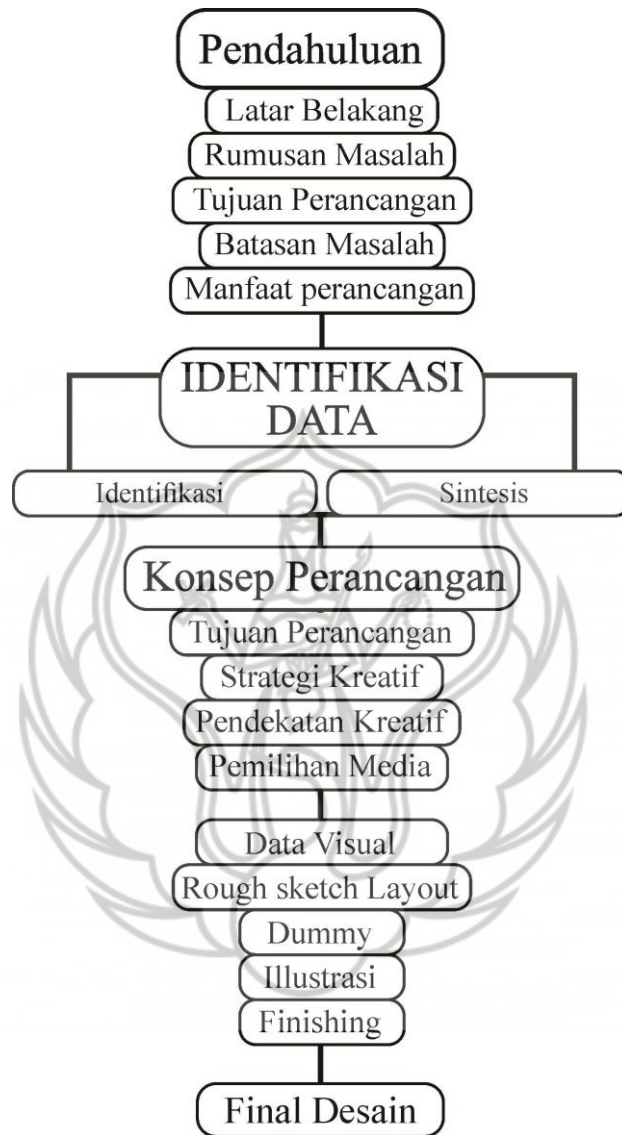 Pendahuluan
Latar Belakang
Rumusan Masalah
Tujuan Perancangan
Batasan Masalah
Manfaat perancangan
IDENTIFIKASI
DATA
Identifikasi
Sintesis
Konsep Perancangan
Tujuan Perancangan
Strategi Kreatif
Pendekatan Kreatif
Pemilihan Media
Data Visual
Rough sketch Layout
Dummy
Illustrasi
Finishing
Final Desain